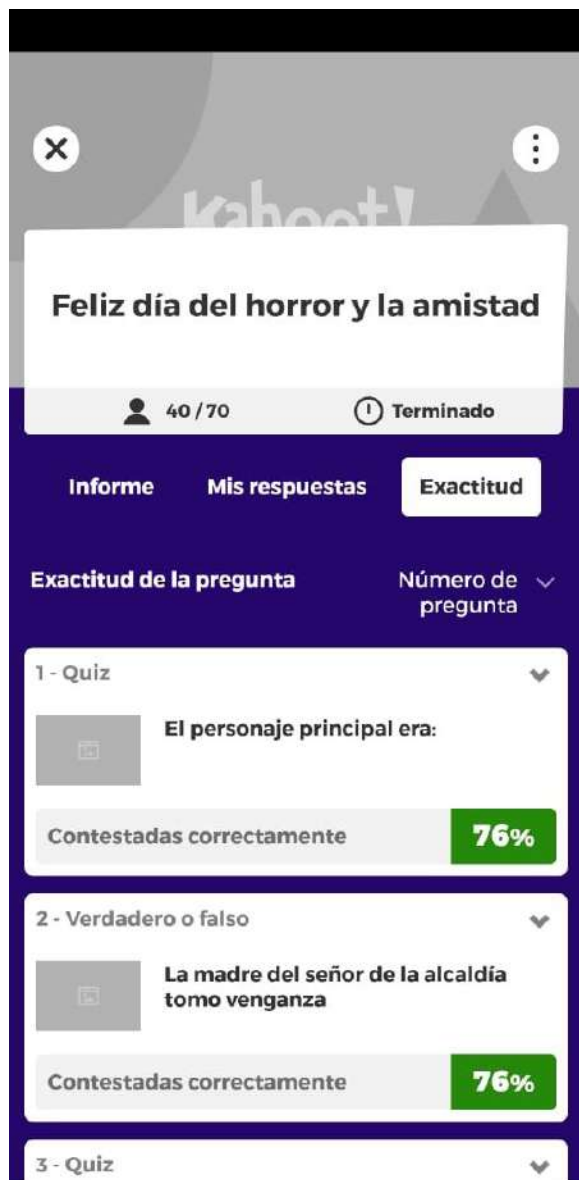 Kahoot!
Feliz día del horror y la amistad
40 / 70
Terminado
Informe
Mis respuestas
Exactitud
Exactitud de la pregunta
Número de
pregunta
1 - Quiz
El personaje principal era:
Contestadas correctamente
76%
2 - Verdadero o falso
La madre del señor de la alcaldía
tomo venganza
Contestadas correctamente
76%
3 - Quiz